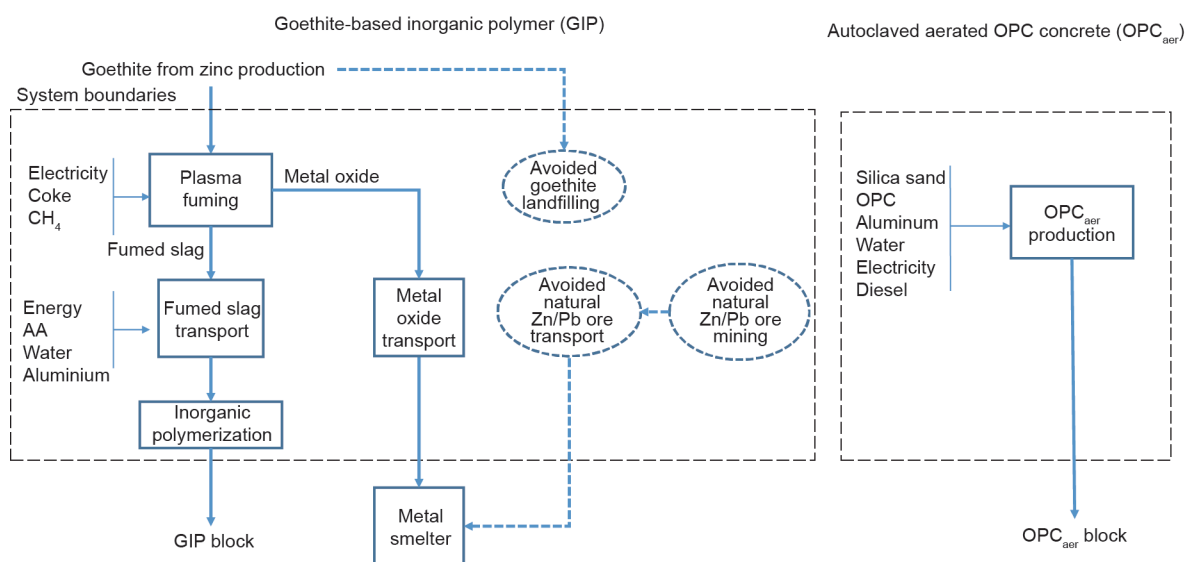 Goethite-based inorganic polymer (GIP)
Autoclaved aerated OPC concrete (OPCaer)
Goethite from zinc production
System boundaries
Electricity
Coke
CH4
Plasma
fuming
Metal oxide
Avoided
goethite
landfilling
Fumed slag
Energy
AA
Water
Aluminium
Fumed slag
transport
Metal
oxide
transport
Avoided
natural
Zn/Pb ore
transport
Avoided
natural
Zn/Pb ore
mining
Inorganic
polymerization
Metal
smelter
GIP block
Silica sand
OPC
Aluminum
Water
Electricity
Diesel
OPCaer
production
OPCaer block